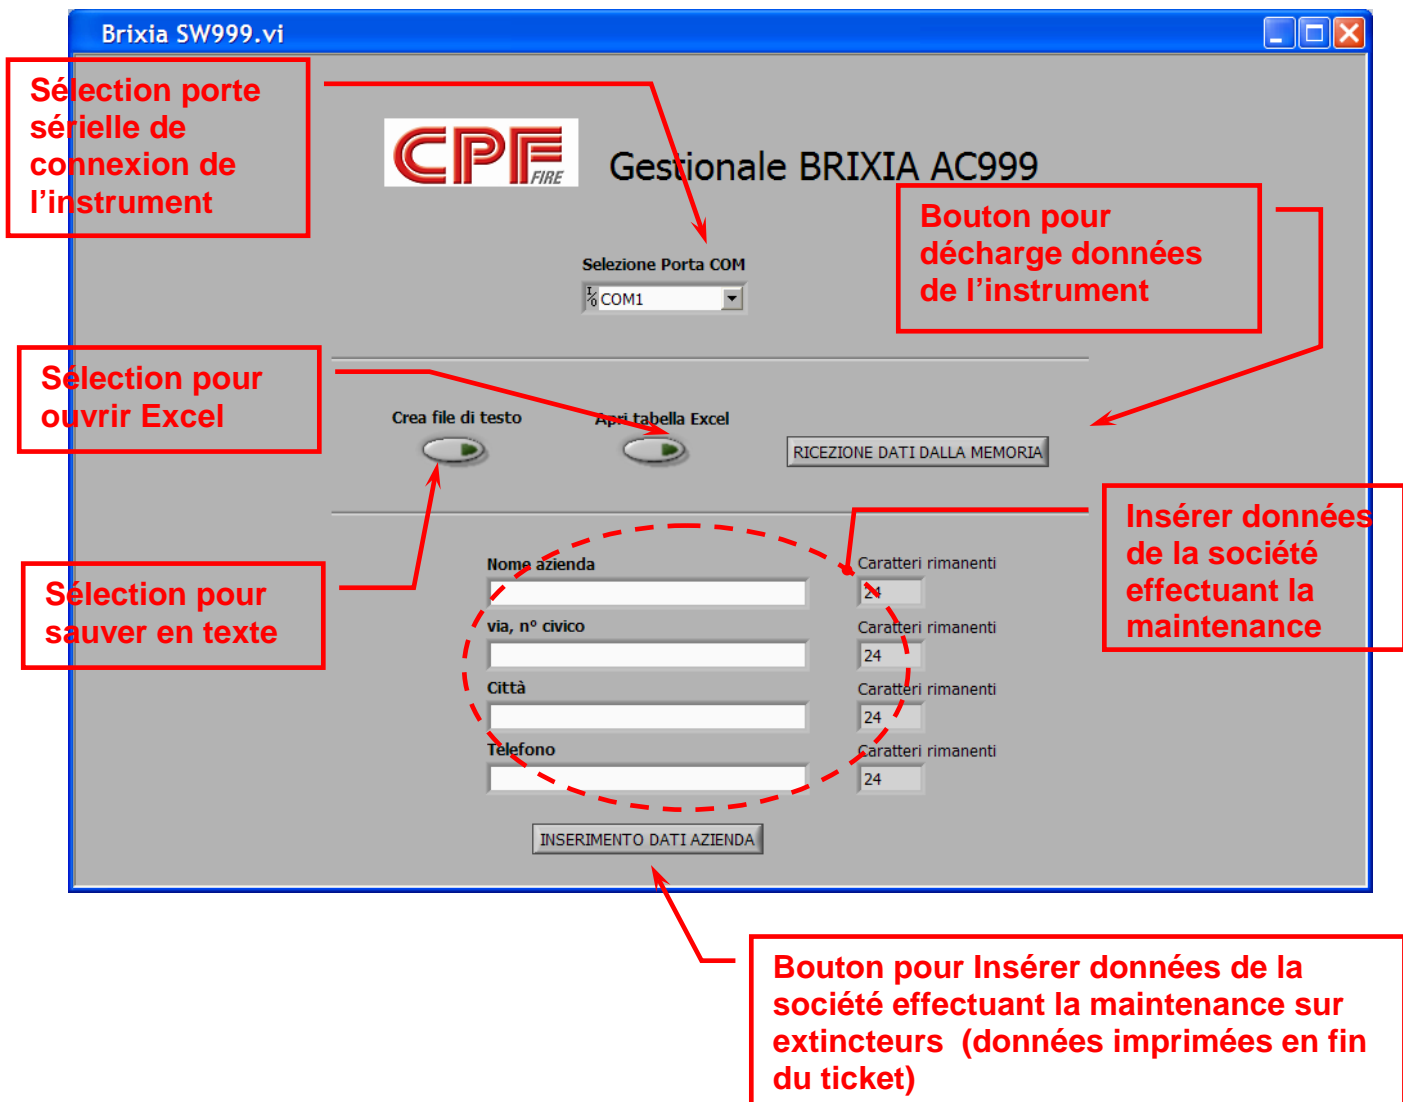 Brixia SW999.vi
Sélection porte
sérielle de
connexion de
l’instrument
CPF
FIRE
Gestionale BRIXIA AC999
Bouton pour
décharge données
de l’instrument
Selezione Porta COM
I/O COM1
Sélection pour
ouvrir Excel
Crea file di testo
Apri tabella Excel
RICEZIONE DATI DALLA MEMORIA
Insérer données
de la société
effectuant la
maintenance
Sélection pour
sauver en texte
Nome azienda
Caratteri rimanenti
24
via, nº civico
Caratteri rimanenti
24
Città
Caratteri rimanenti
24
Telefono
Caratteri rimanenti
24
INSERIMENTO DATI AZIENDA
Bouton pour Insérer données de la
société effectuant la maintenance sur
extincteurs  (données imprimées en fin
du ticket)